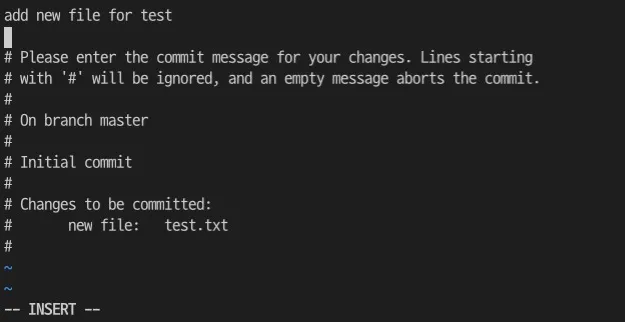 add new file for test
# Please enter the commit message for your changes. Lines starting
# with '#' will be ignored, and an empty message aborts the commit.
#
# On branch master
#
# Initial commit
#
# Changes to be committed:
#       new file:   test.txt
#
~
~
-- INSERT --